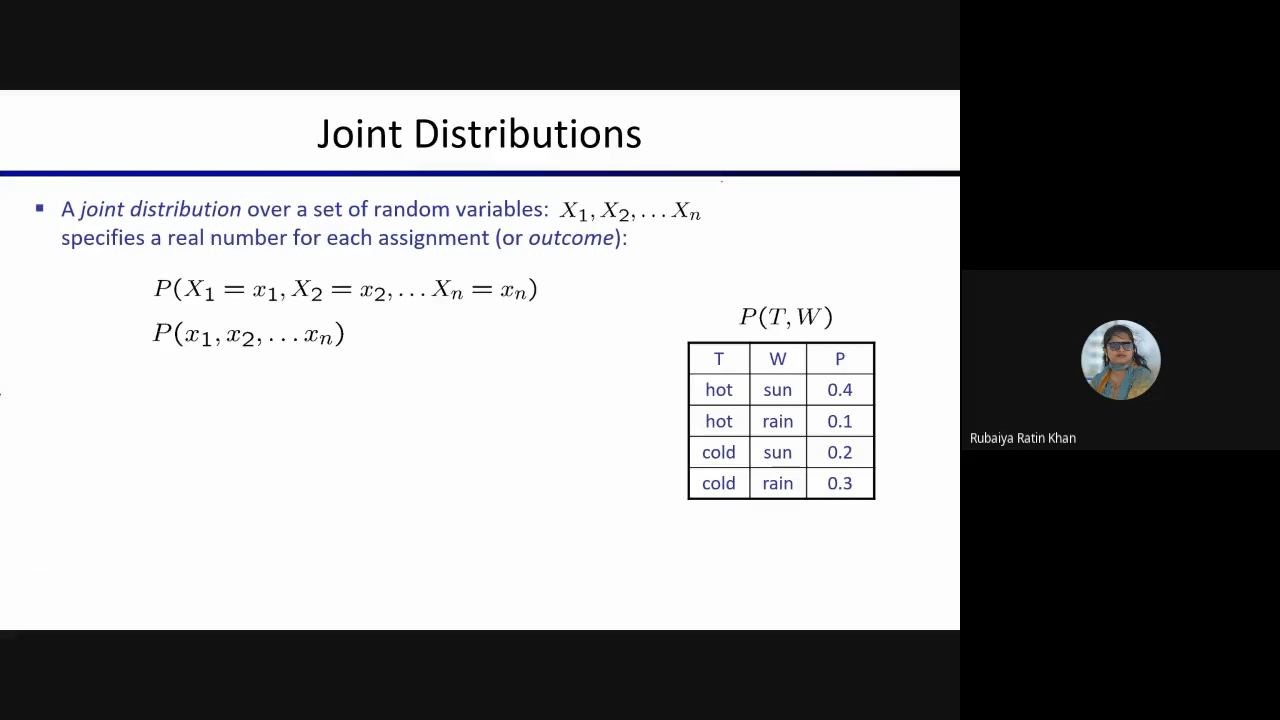 Joint Distributions
▪ A joint distribution over a set of random variables: X₁, X₂, … Xₙ
specifies a real number for each assignment (or outcome):
P(X₁ = x₁, X₂ = x₂, … Xₙ = xₙ)
P(x₁, x₂, … xₙ)
P(T, W)
T W P
hot sun 0.4
hot rain 0.1
cold sun 0.2
cold rain 0.3
Rubaiya Ratin Khan